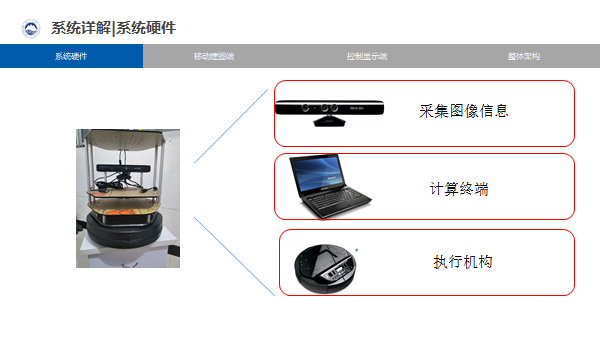 系统详解|系统硬件
系统硬件
移动建图端
控制显示端
整体架构
采集图像信息
计算终端
执行机构